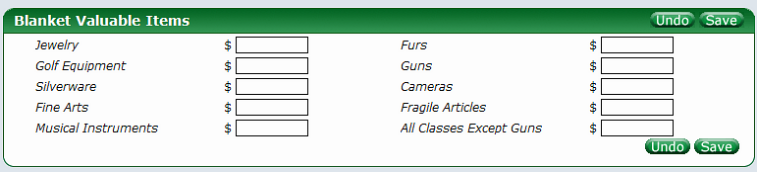 Blanket Valuable Items Undo Save
Jewelry $ Furs $
Golf Equipment $ Guns $
Silverware $ Cameras $
Fine Arts $ Fragile Articles $
Musical Instruments $ All Classes Except Guns $
Undo Save